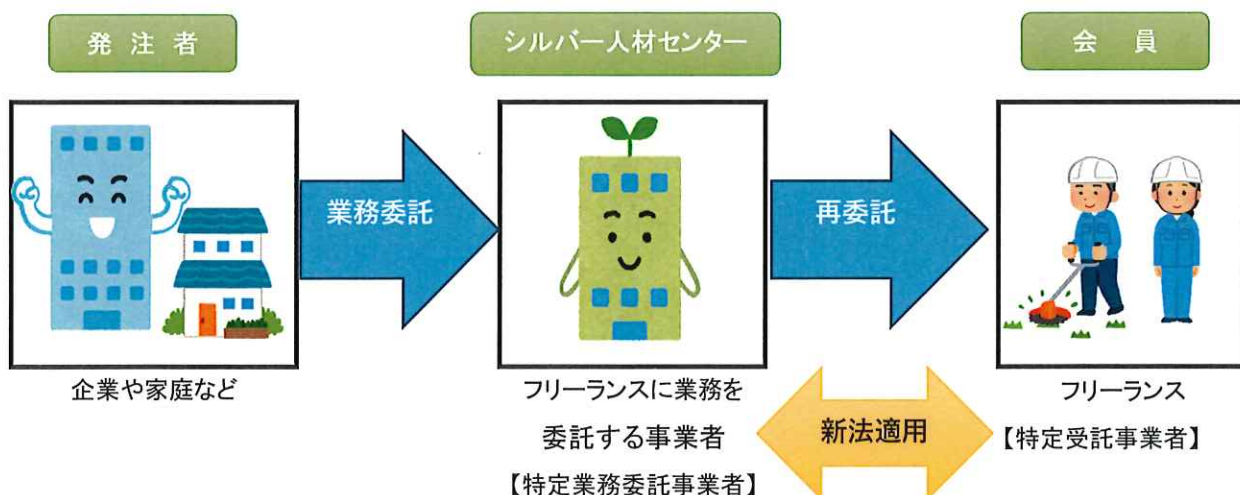 発 注 者
シルバー人材センター
会 員
業務委託
再委託
企業や家庭など
フリーランスに業務を
委託する事業者
【特定業務委託事業者】
新法適用
フリーランス
【特定受託事業者】